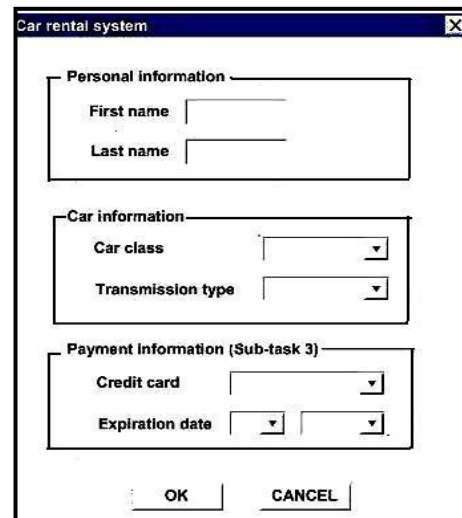 Car rental system
Personal information
First name
Last name
Car information
Car class
Transmission type
Payment information (Sub-task 3)
Credit card
Expiration date
OK CANCEL